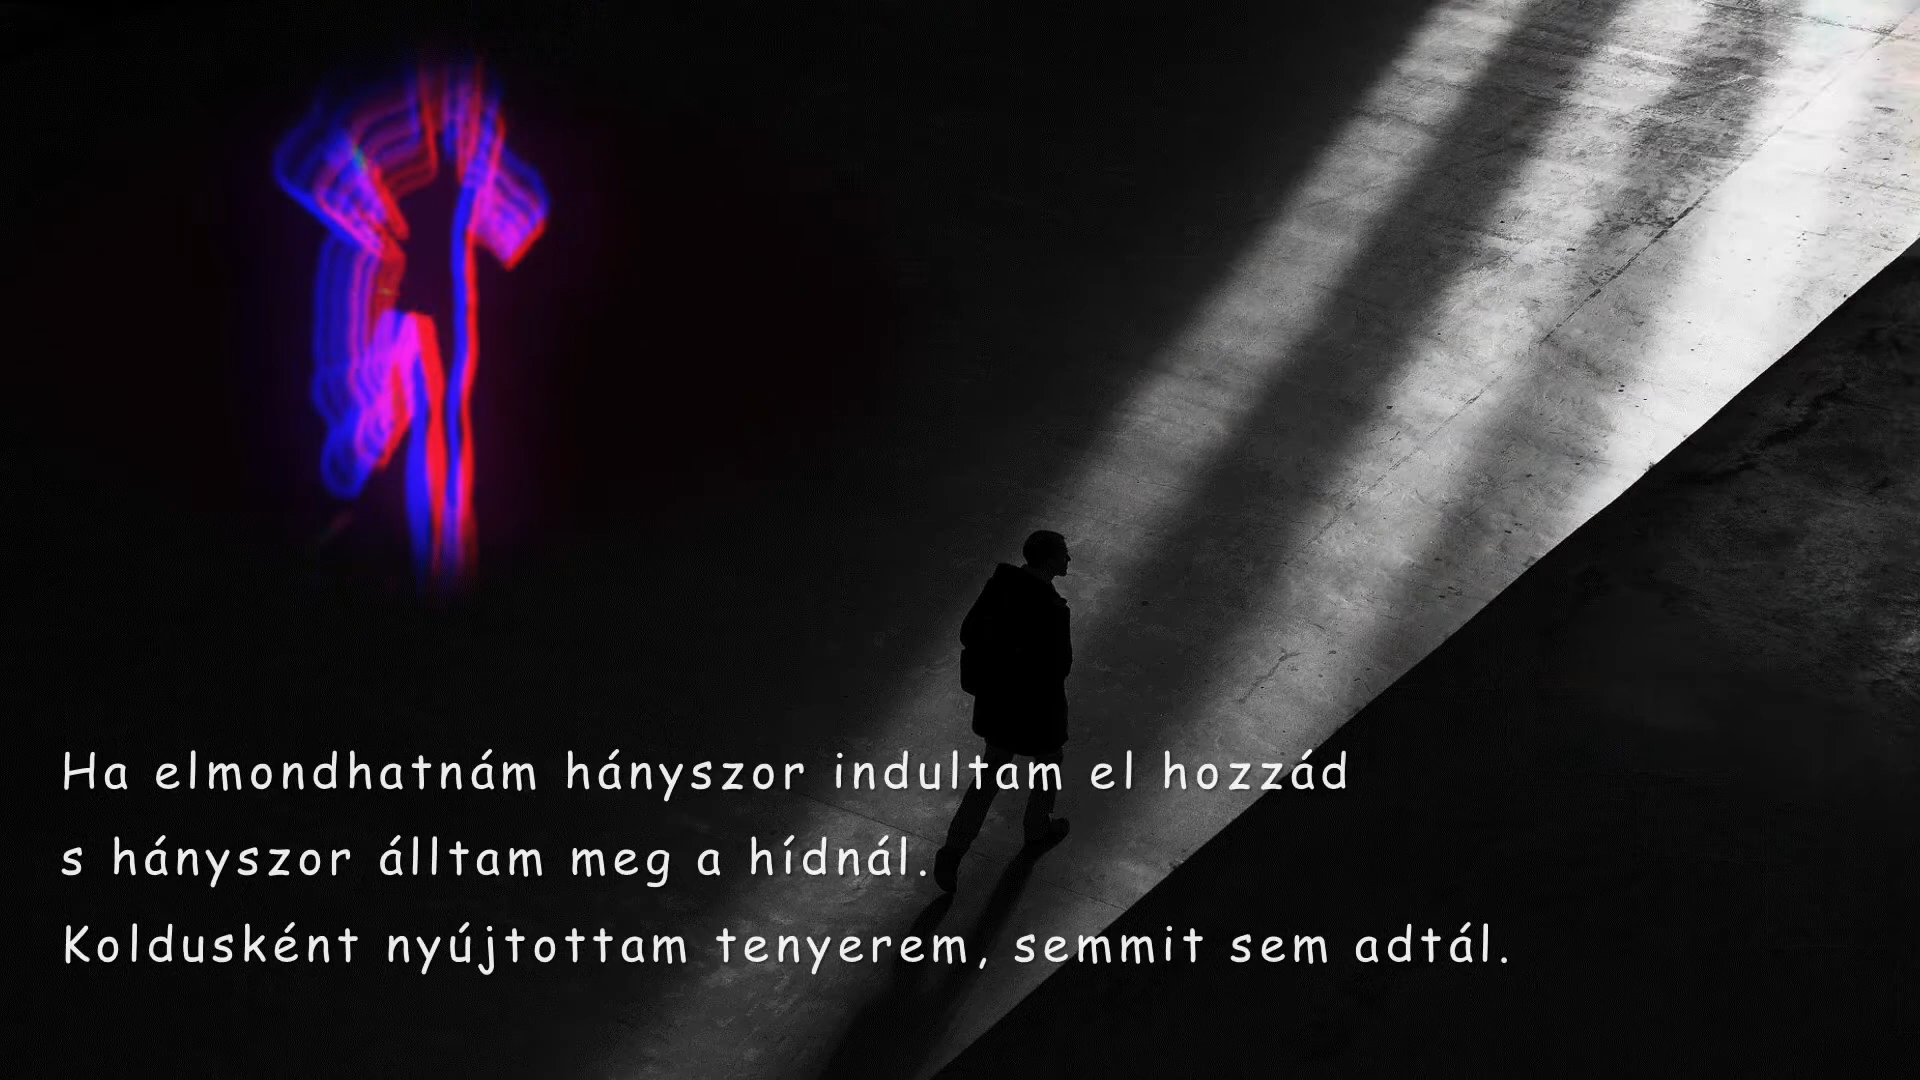 Ha elmondhatnám hányszor indultam el hozzád
s hányszor álltam meg a hídnál.
Koldusként nyújtottam tenyerem, semmit sem adtál.